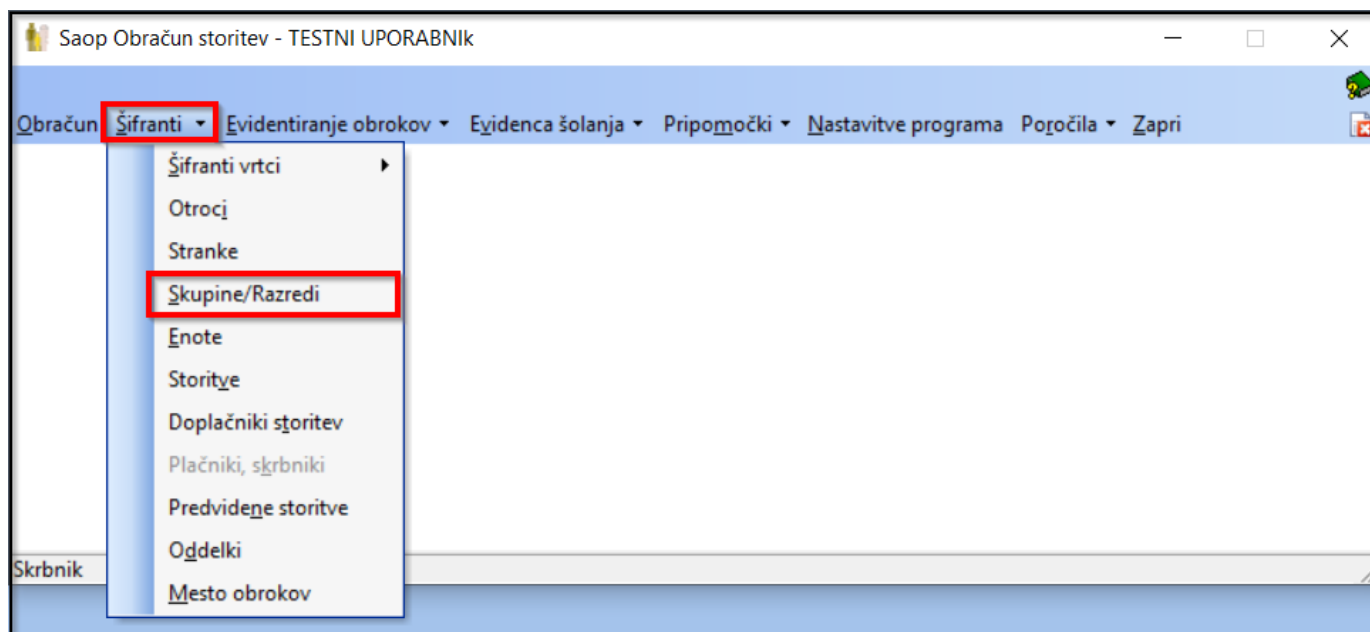 Saop Obračun storitev - TESTNI UPORABNIk
Obračun Šifranti Evidentiranje obrokov Evidenca šolanja Pripomočki Nastavitve programa Poročila Zapri
Šifranti vrtci
Otroci
Stranke
Skupine/Razredi
Enote
Storitve
Doplačniki storitev
Plačniki, skrbniki
Predvidene storitve
Oddelki
Mesto obrokov
Skrbnik